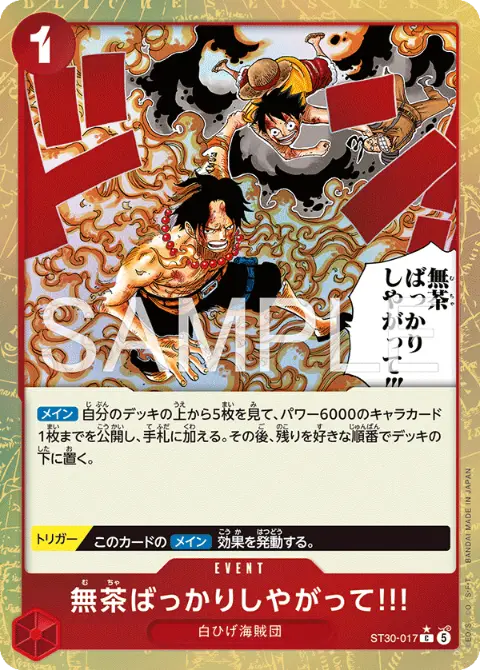 1
無茶
ばっかり
しやがって!!!
SAMPLE
メイン 自分のデッキの上から5枚を見て、パワー6000のキャラカード
1枚までを公開し、手札に加える。その後、残りを好きな順番でデッキの
下に置く。
トリガー このカードの メイン 効果を発動する。
EVENT
無茶ばっかりしやがって!!!
白ひげ海賊団
ST30-017 C 5
BANDAI MADE IN JAPAN